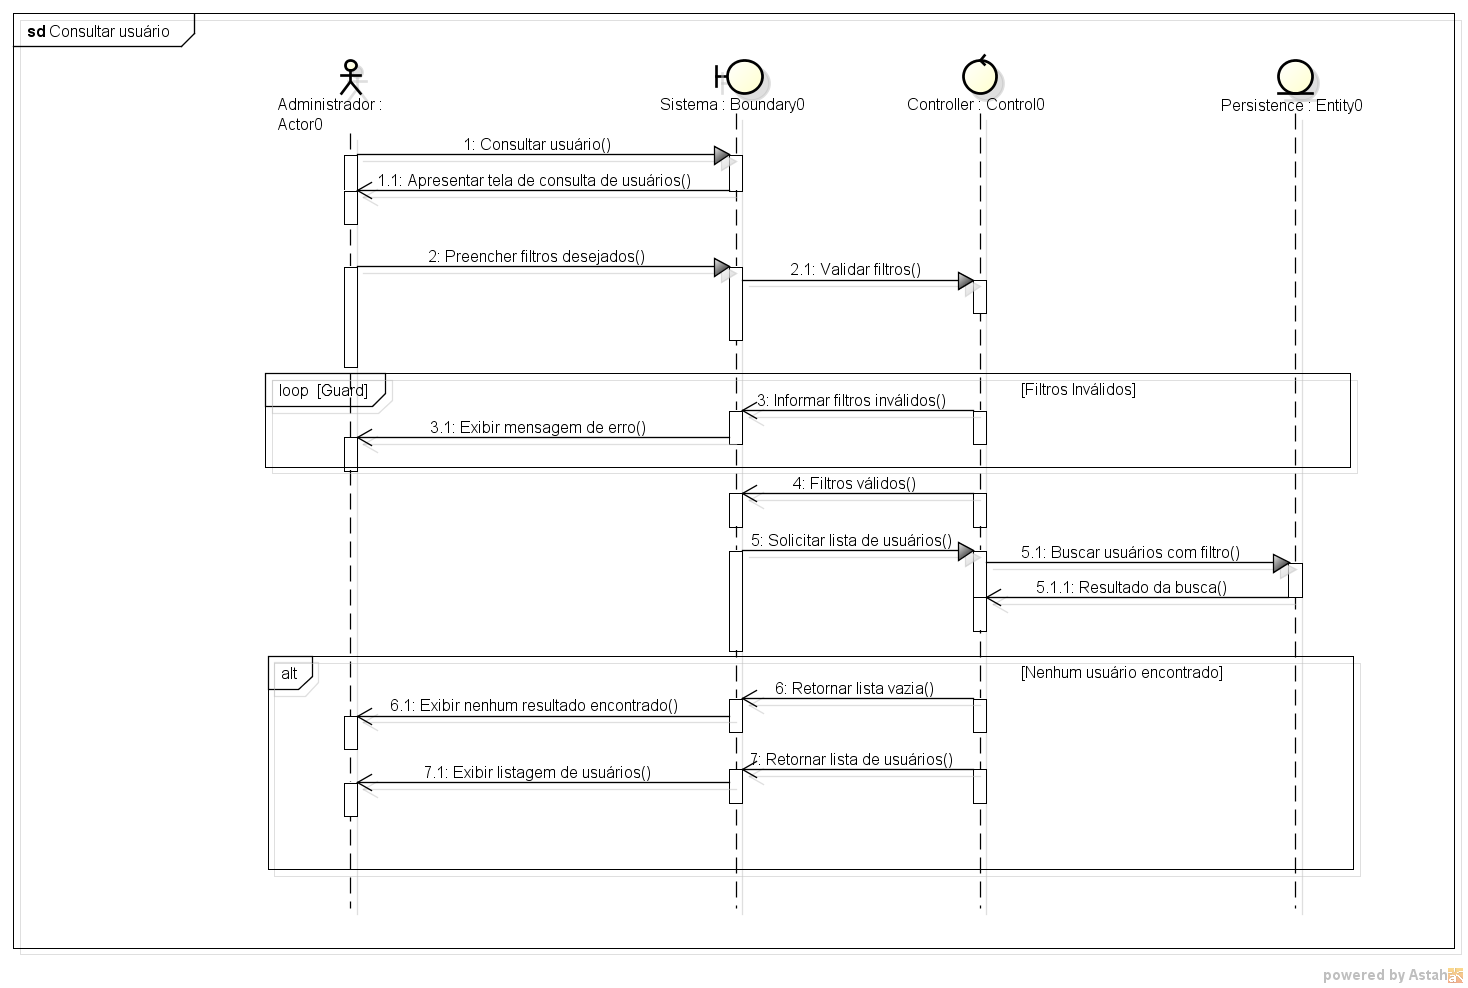 sd Consultar usuário
Administrador :
Actor0
Sistema : Boundary0
Controller : Control0
Persistence : Entity0
1: Consultar usuário()
1.1: Apresentar tela de consulta de usuários()
2: Preencher filtros desejados()
2.1: Validar filtros()
loop [Guard]
[Filtros Inválidos]
3: Informar filtros inválidos()
3.1: Exibir mensagem de erro()
4: Filtros válidos()
5: Solicitar lista de usuários()
5.1: Buscar usuários com filtro()
5.1.1: Resultado da busca()
alt
[Nenhum usuário encontrado]
6: Retornar lista vazia()
6.1: Exibir nenhum resultado encontrado()
7: Retornar lista de usuários()
7.1: Exibir listagem de usuários()
powered by Astah